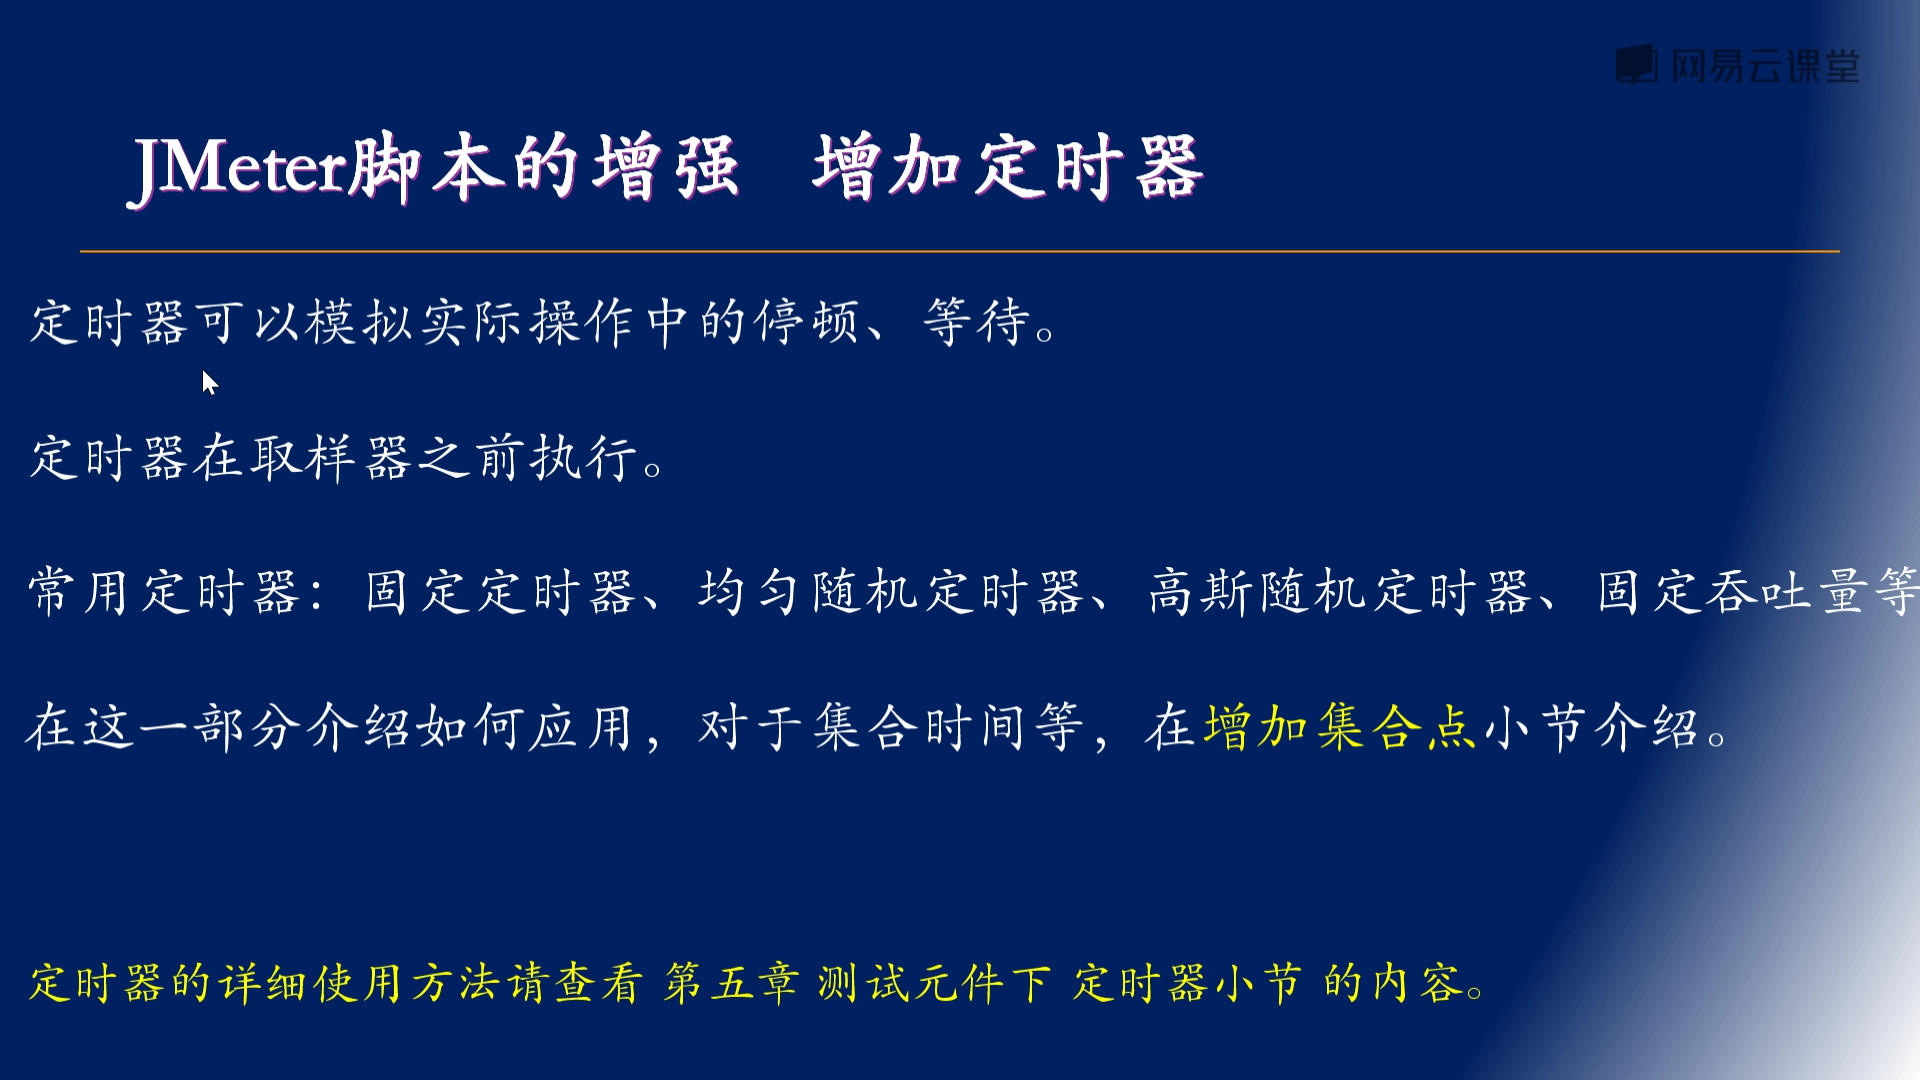 网易云课堂
JMeter脚本的增强 增加定时器
定时器可以模拟实际操作中的停顿、等待。
定时器在取样器之前执行。
常用定时器：固定定时器、均匀随机定时器、高斯随机定时器、固定吞吐量等
在这一部分介绍如何应用，对于集合时间等，在增加集合点小节介绍。
定时器的详细使用方法请查看 第五章 测试元件下 定时器小节 的内容。